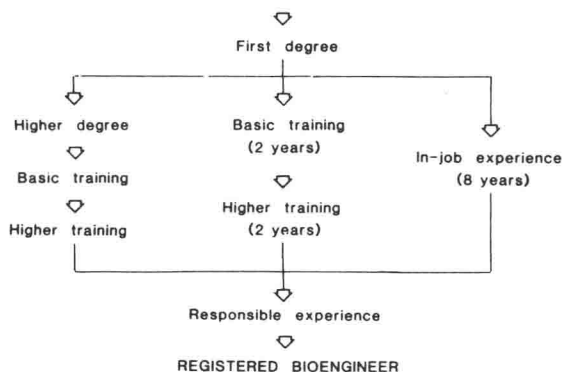 First degree
Higher degree
Basic training
Higher training
Basic training
(2 years)
Higher training
(2 years)
In-job experience
(8 years)
Responsible experience
REGISTERED BIOENGINEER